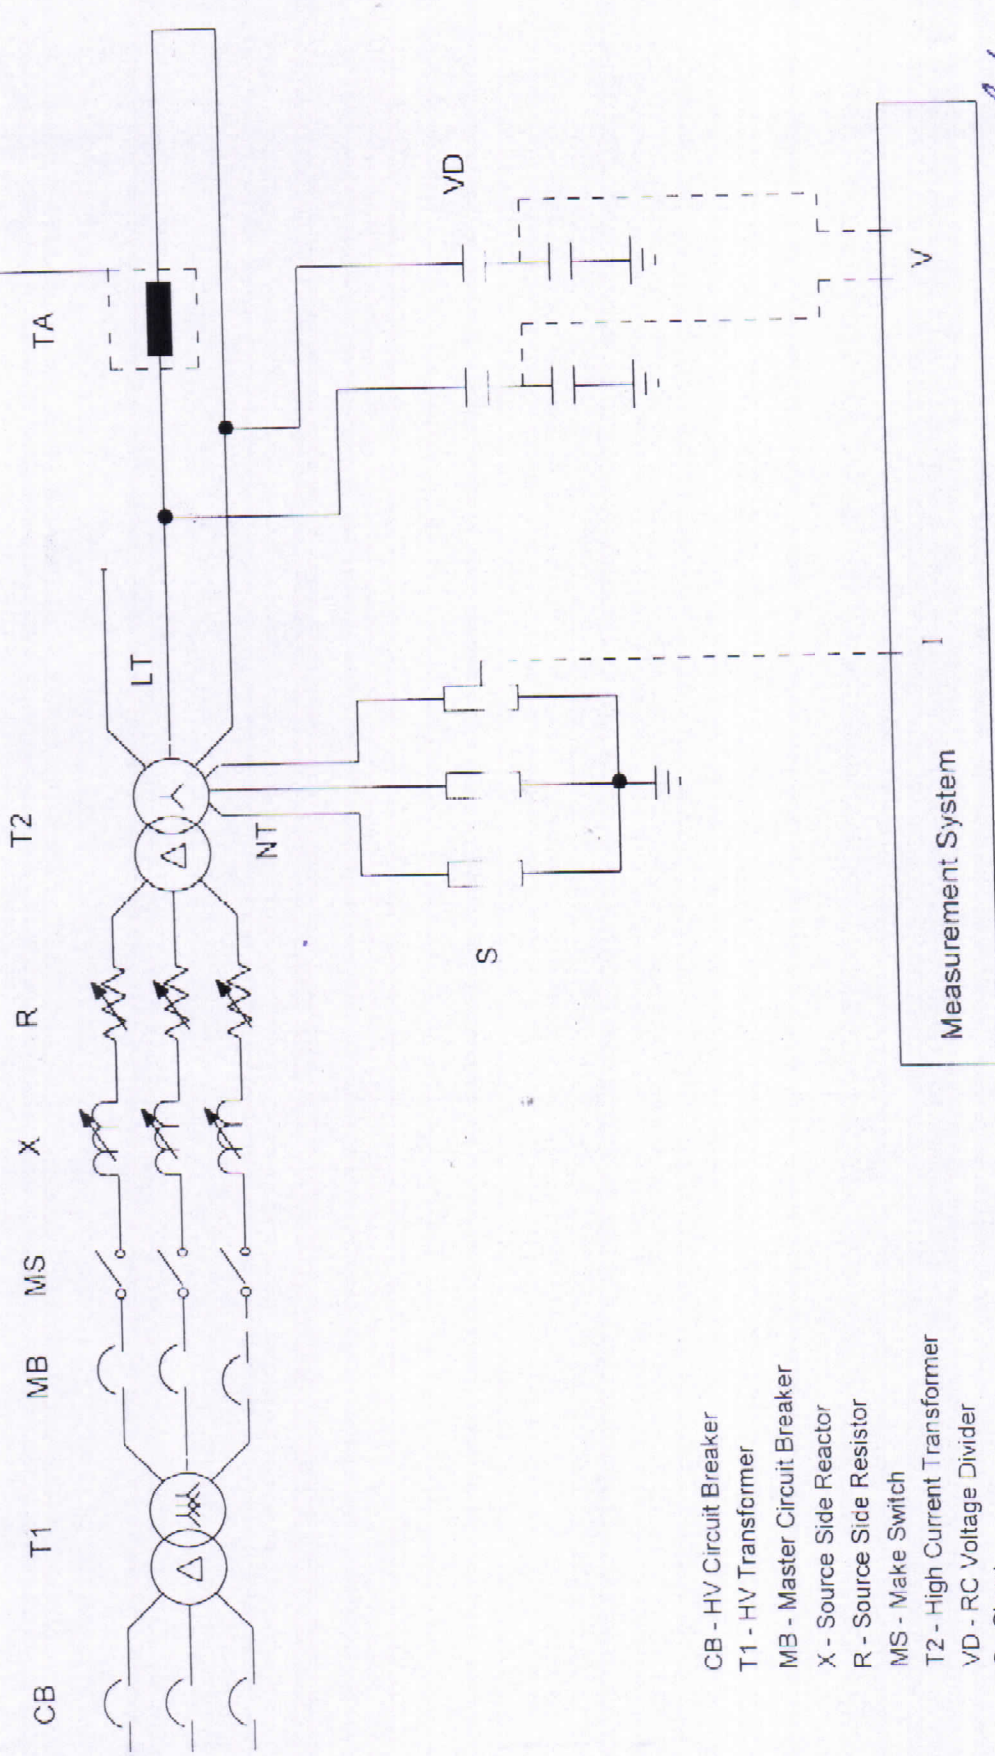 CB T1 MB MS X R T2 TA
LT
NT
VD
S
V
I
Measurement System
CB - HV Circuit Breaker
T1 - HV Transformer
MB - Master Circuit Breaker
X - Source Side Reactor
R - Source Side Resistor
MS - Make Switch
T2 - High Current Transformer
VD - RC Voltage Divider